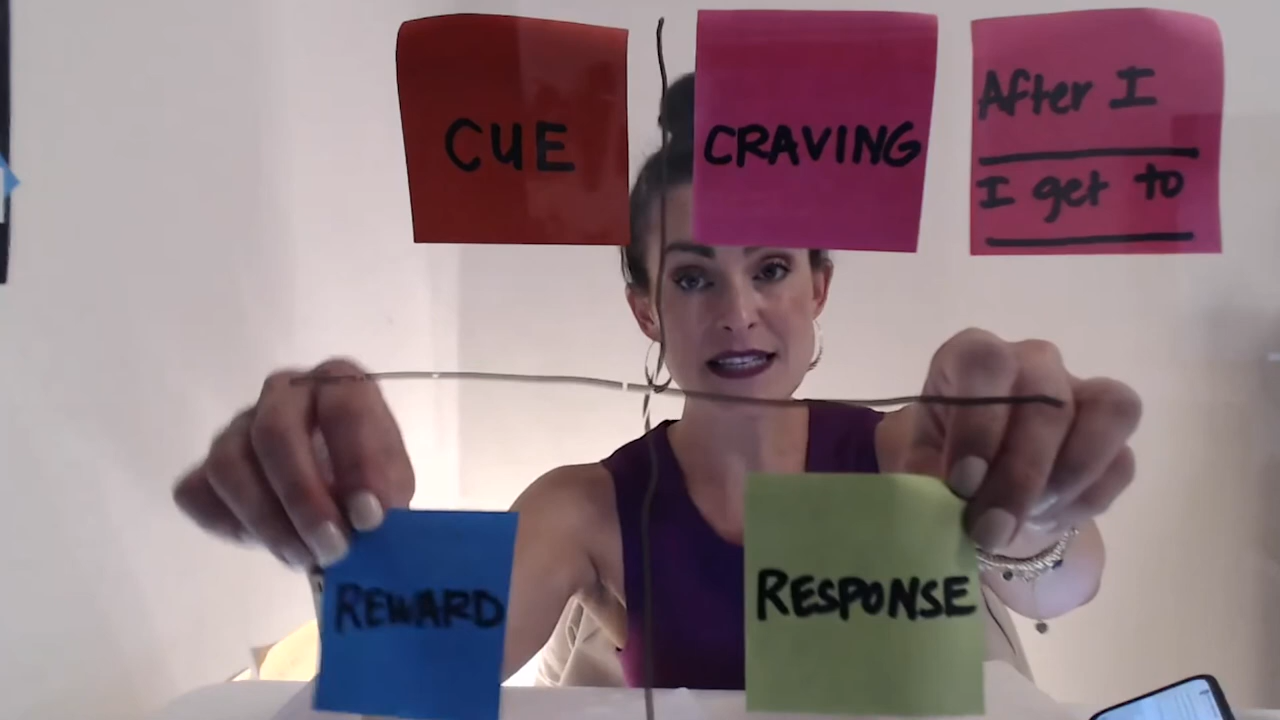 CUE
CRAVING
After I
I get to
REWARD
RESPONSE